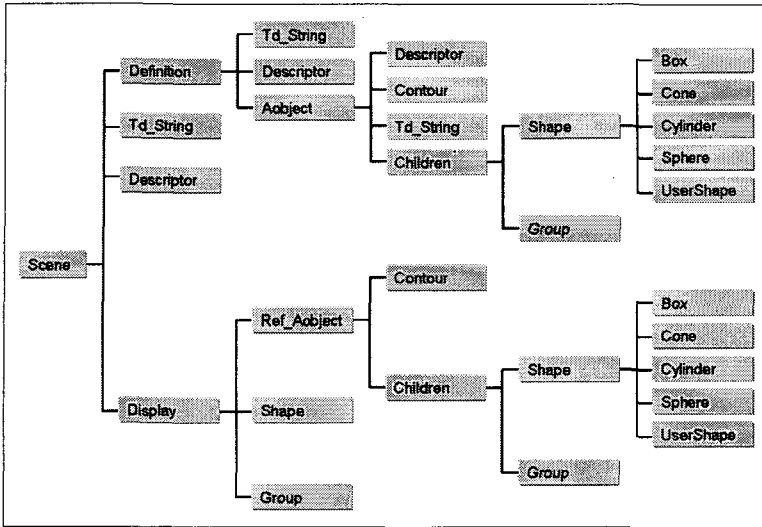 Scene
Definition
Td_String
Descriptor
Display
Td_String
Descriptor
Aobject
Ref_Aobject
Shape
Group
Descriptor
Contour
Td_String
Children
Contour
Children
Shape
Group
Shape
Group
Box
Cone
Cylinder
Sphere
UserShape
Box
Cone
Cylinder
Sphere
UserShape